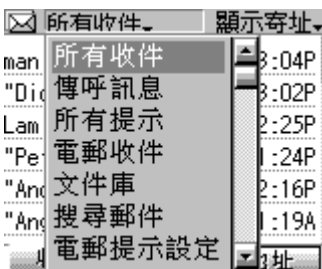 所有收件 顯示寄址
man 所有收件 3:04P
"Did 傳呼訊息 3:02P
Lam 所有提示 2:25P
"Pe 電郵收件 1:24P
"And 文件庫 2:16P
"Ang 搜尋郵件 1:19A
電郵提示設定 址